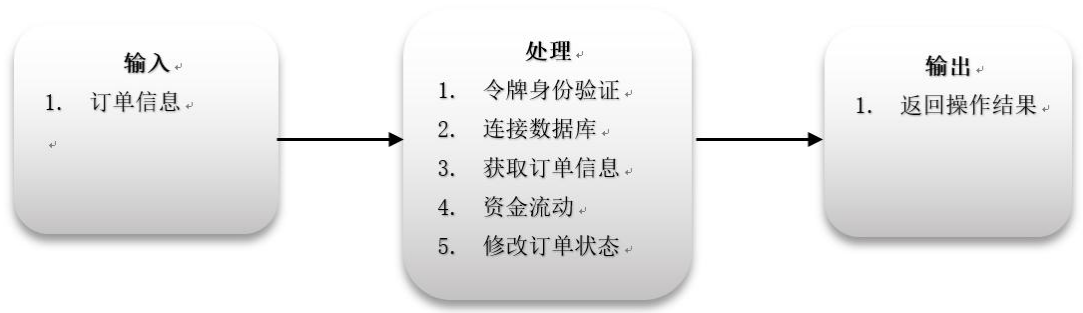 输入
1. 订单信息
处理
1. 令牌身份验证
2. 连接数据库
3. 获取订单信息
4. 资金流动
5. 修改订单状态
输出
1. 返回操作结果